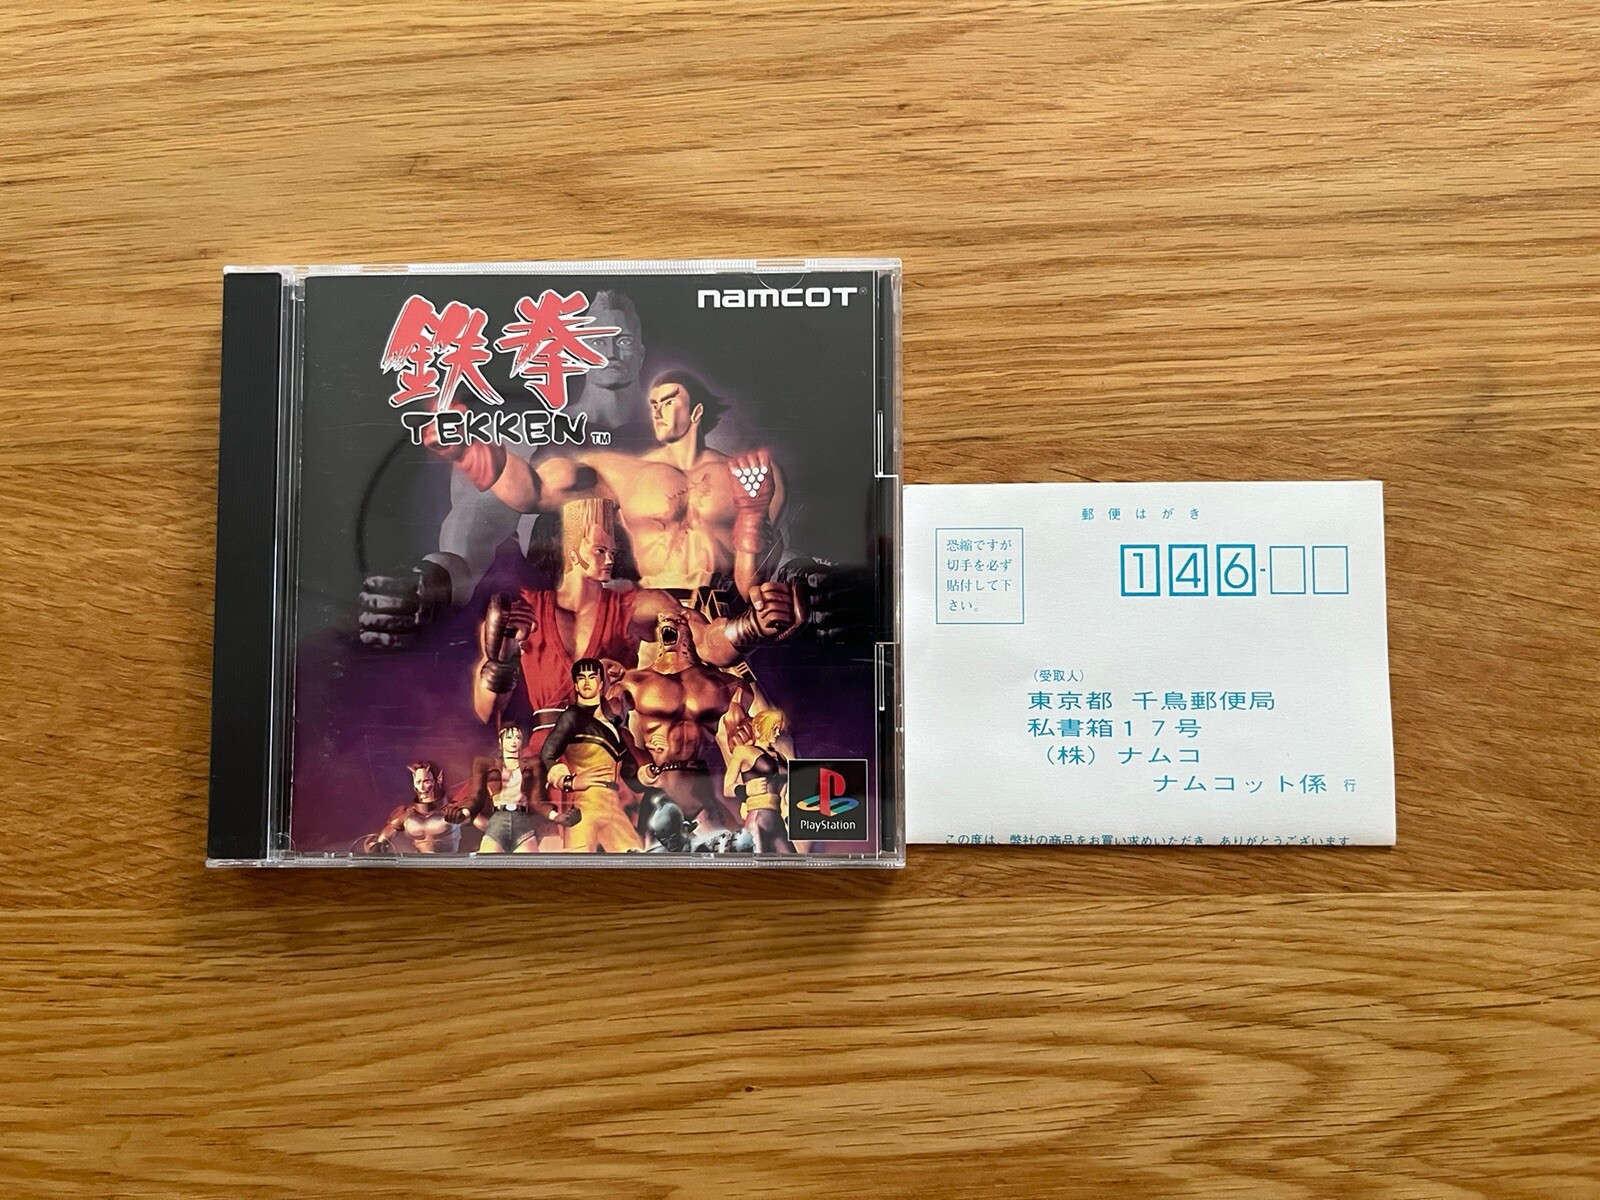 鉄拳
TEKKEN™
namcot®
PlayStation
郵便はがき
恐縮ですが
切手を必ず
貼付して下
さい。
146-
(受取人)
東京都 千鳥郵便局
私書箱17号
(株)ナムコ
ナムコット係 行
この度は、弊社の商品をお買い求めいただき、ありがとうございます。